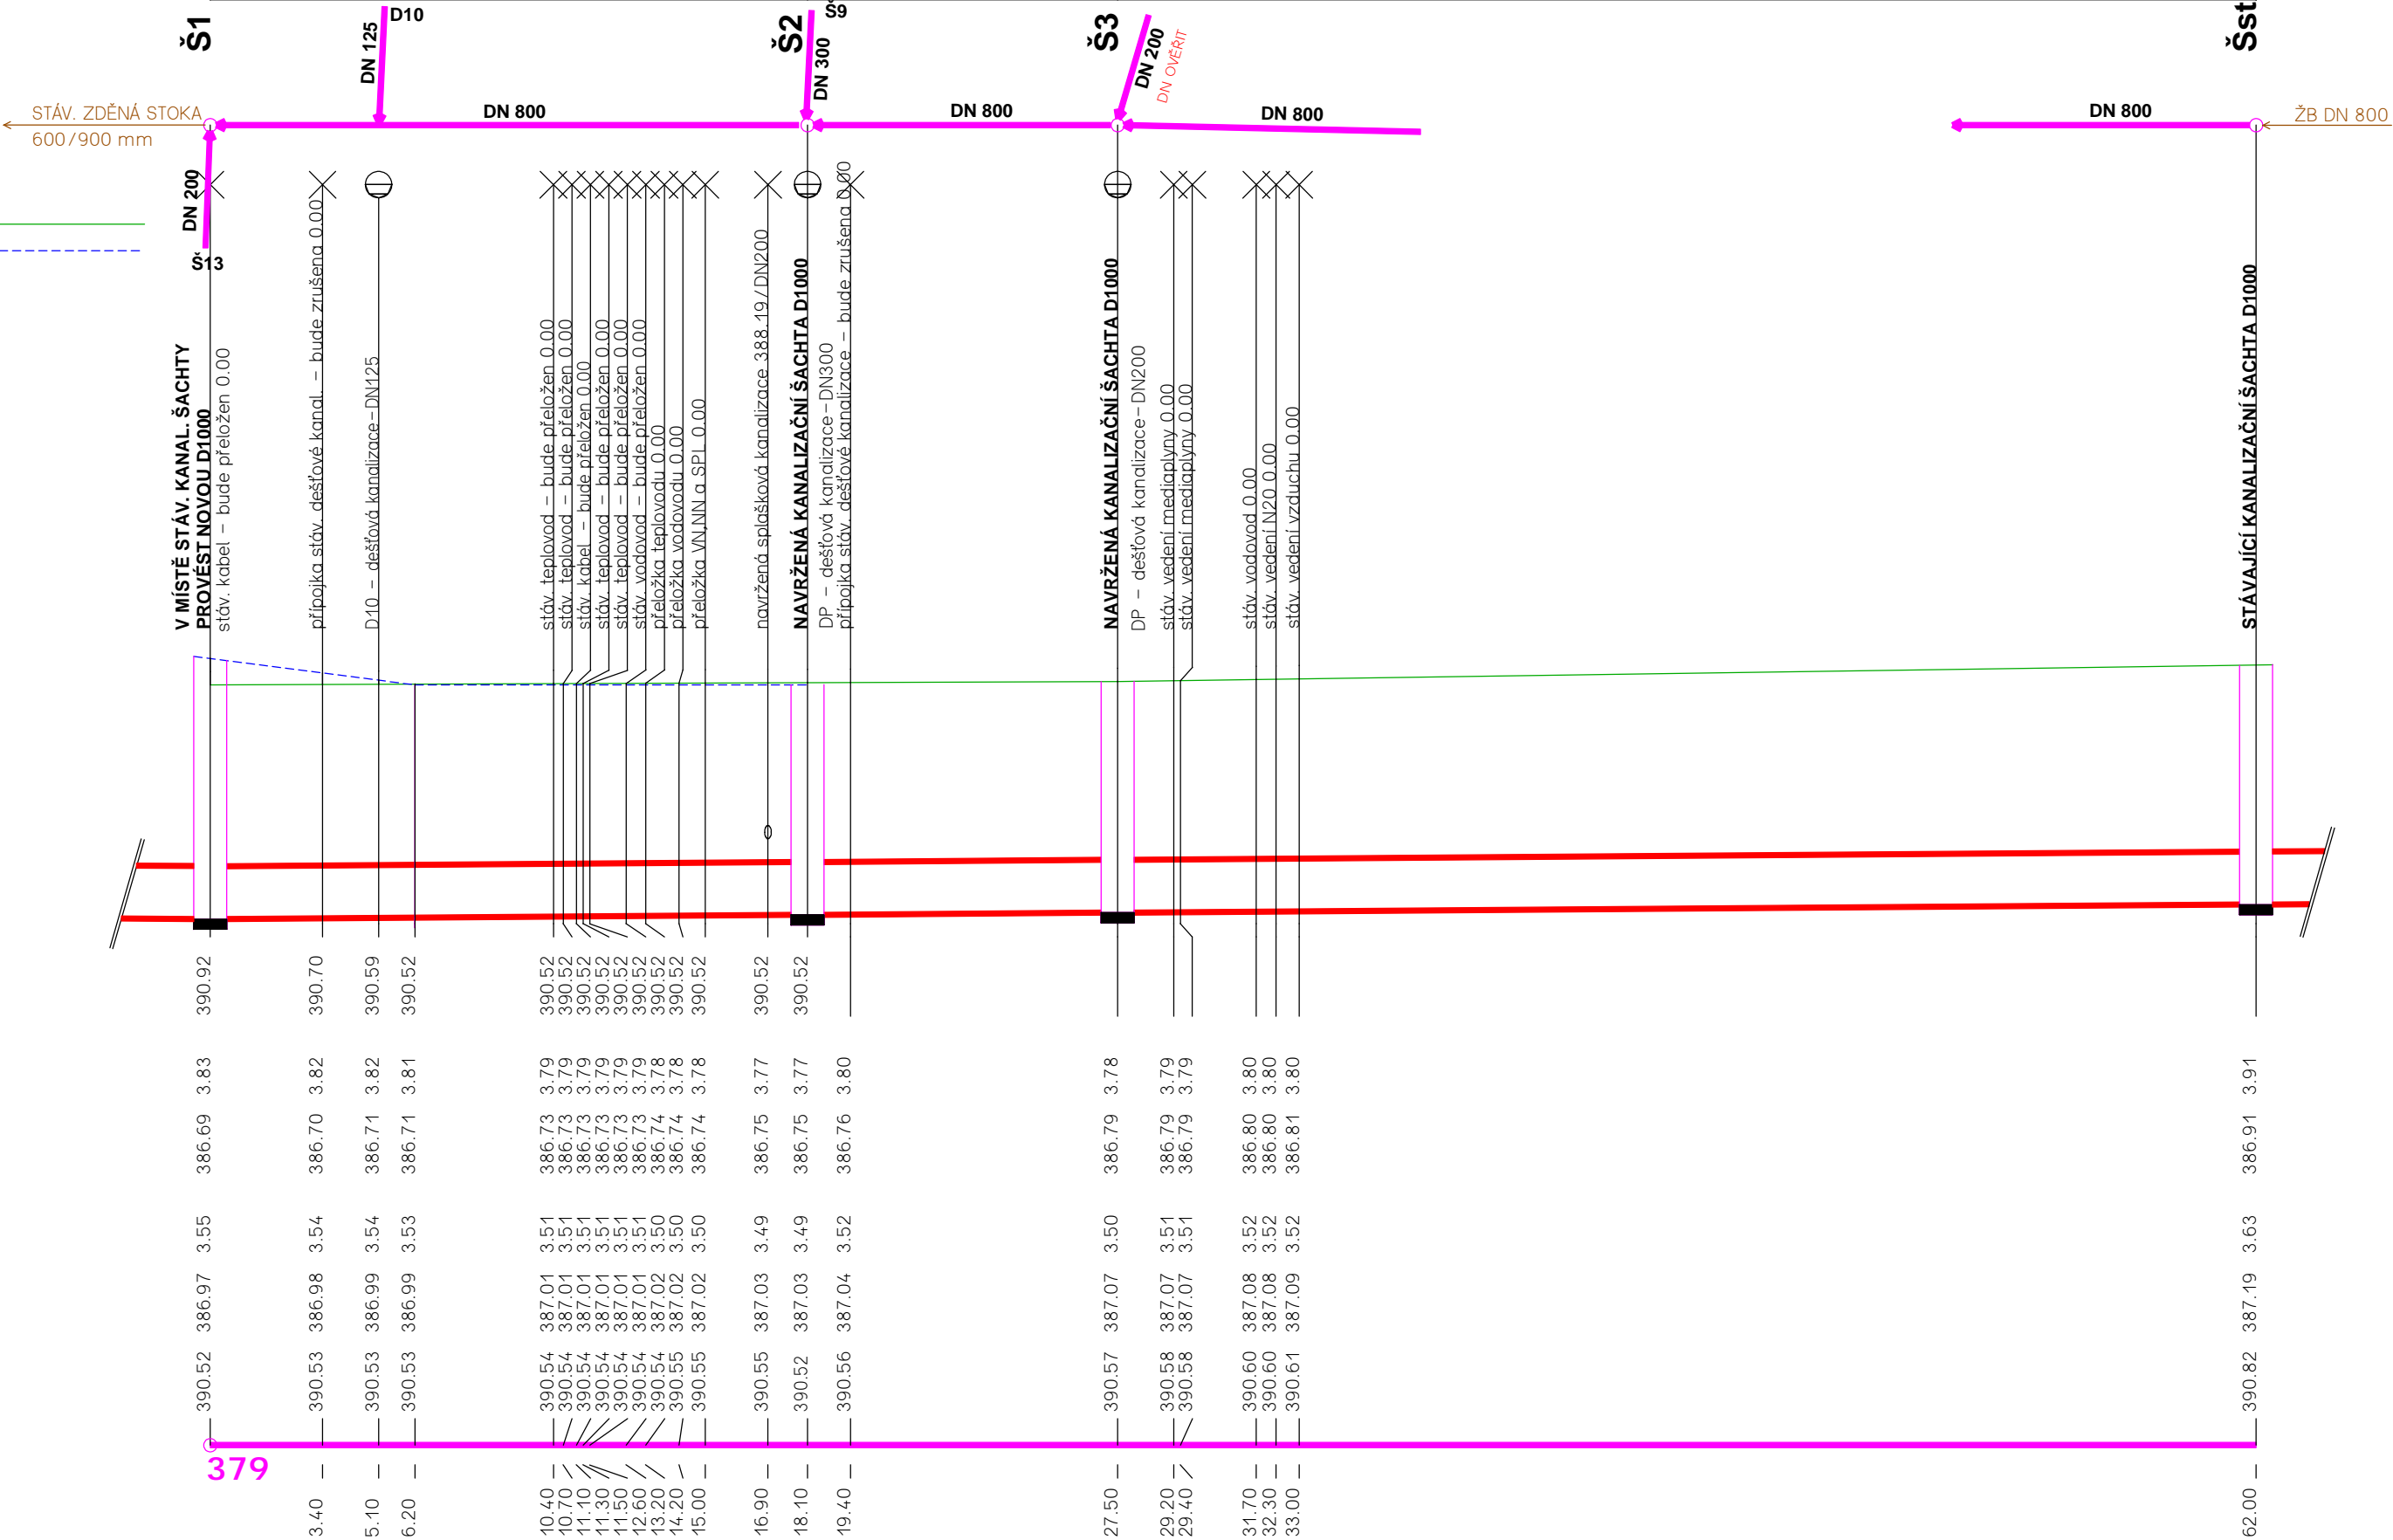 Š1
Š2
Š3
Šst
DN 125
D10
Š9
DN 300
DN 200
DN OVĚŘIT
STÁV. ZDĚNÁ STOKA
600/900 mm
DN 800
DN 800
DN 800
DN 800
ŽB DN 800
DN 200
Š13
V MÍSTĚ STÁV. KANAL. ŠACHTY
PROVÉST NOVOU D1000
stáv. kabel – bude přeložen 0.00
přípojka stáv. dešťové kanal. – bude zrušena 0.00
D10 – dešťová kanalizace-DN125
stáv. teplovod – bude přeložen 0.00
stáv. teplovod – bude přeložen 0.00
stáv. kabel – bude přeložen 0.00
stáv. teplovod – bude přeložen 0.00
stáv. teplovod – bude přeložen 0.00
stáv. vodovod – bude přeložen 0.00
přeložka teplovodu 0.00
přeložka vodovodu 0.00
přeložka VN,NN a SPL 0.00
navržená splašková kanalizace 388.19/DN200
NAVRŽENÁ KANALIZAČNÍ ŠACHTA D1000
DP – dešťová kanalizace-DN300
přípojka stáv. dešťové kanalizace – bude zrušena 0.00
NAVRŽENÁ KANALIZAČNÍ ŠACHTA D1000
DP – dešťová kanalizace-DN200
stáv. vedení mediaplyny 0.00
stáv. vedení mediaplyny 0.00
stáv. vodovod 0.00
stáv. vedení N20 0.00
stáv. vedení vzduchu 0.00
STÁVAJÍCÍ KANALIZAČNÍ ŠACHTA D1000
390.92 390.70 390.59 390.52 390.52 390.52 390.52 390.52 390.52 390.52 390.52 390.52 390.52 390.52 390.52
3.83 3.82 3.82 3.81 3.79 3.79 3.79 3.79 3.79 3.79 3.78 3.78 3.78 3.77 3.77 3.80 3.78 3.79 3.79 3.80 3.80 3.80 3.91
386.69 386.70 386.71 386.71 386.73 386.73 386.73 386.73 386.73 386.73 386.74 386.74 386.74 386.75 386.75 386.76 386.79 386.79 386.79 386.80 386.80 386.81 386.91
3.55 3.54 3.54 3.53 3.51 3.51 3.51 3.51 3.51 3.51 3.50 3.50 3.50 3.49 3.49 3.52 3.50 3.51 3.51 3.52 3.52 3.52 3.63
386.97 386.98 386.99 386.99 387.01 387.01 387.01 387.01 387.01 387.01 387.02 387.02 387.02 387.03 387.03 387.04 387.07 387.07 387.07 387.08 387.08 387.09 387.19
390.52 390.53 390.53 390.53 390.54 390.54 390.54 390.54 390.54 390.54 390.54 390.55 390.55 390.55 390.52 390.56 390.57 390.58 390.58 390.60 390.60 390.61 390.82
379
3.40 5.10 6.20 10.40 10.70 11.10 11.30 11.50 12.60 13.20 14.20 15.00 16.90 18.10 19.40 27.50 29.20 29.40 31.70 32.30 33.00 62.00